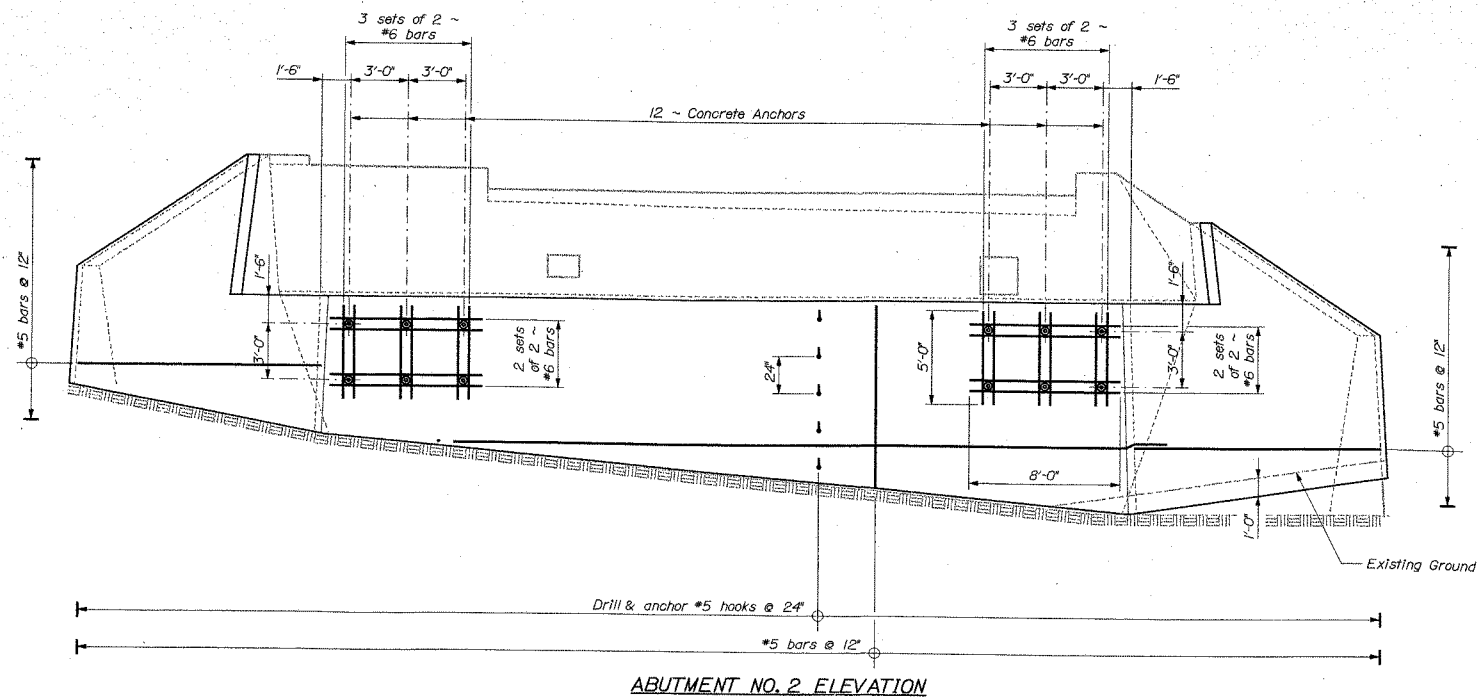 3 sets of 2 ~
#6 bars
3 sets of 2 ~
#6 bars
1'-6"
3'-0"
3'-0"
3'-0"
3'-0"
1'-6"
12 ~ Concrete Anchors
#5 bars @ 12"
1'-6"
3'-0"
2 sets
of 2 ~
#6 bars
24"
5'-0"
1'-6"
3'-0"
2 sets
of 2 ~
#6 bars
#5 bars @ 12"
8'-0"
1'-0"
Existing Ground
Drill & anchor #5 hooks @ 24"
#5 bars @ 12"
ABUTMENT NO. 2 ELEVATION